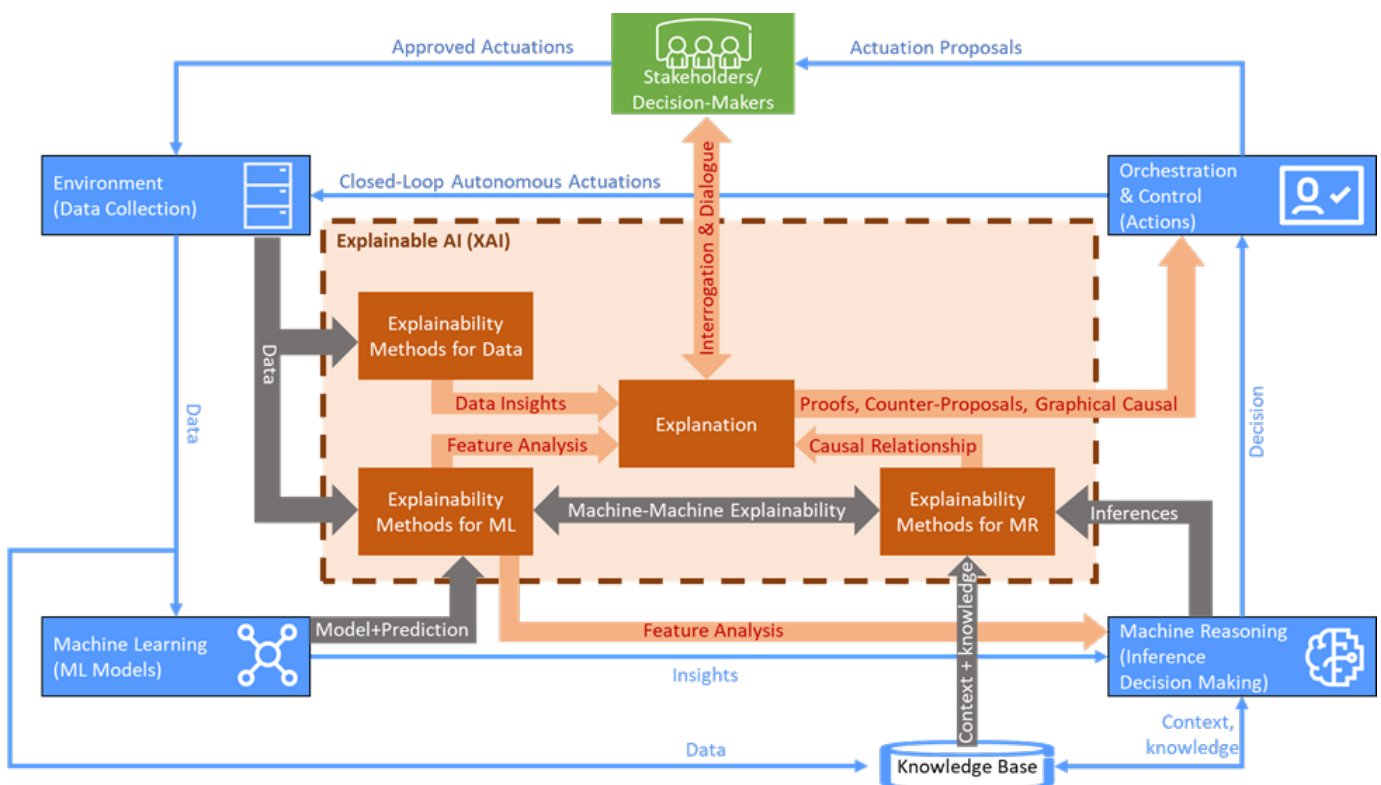 Approved Actuations
Actuation Proposals
Stakeholders/
Decision-Makers
Environment
(Data Collection)
Closed-Loop Autonomous Actuations
Orchestration
& Control
(Actions)
Explainable AI (XAI)
Interrogation & Dialogue
Explainability
Methods for Data
Data
Data
Data Insights
Explanation
Proofs, Counter-Proposals, Graphical Causal
Decision
Feature Analysis
Causal Relationship
Explainability
Methods for ML
Machine-Machine Explainability
Explainability
Methods for MR
Inferences
Machine Learning
(ML Models)
Model+Prediction
Feature Analysis
Context + knowledge
Machine Reasoning
(Inference
Decision Making)
Insights
Context,
knowledge
Data
Knowledge Base